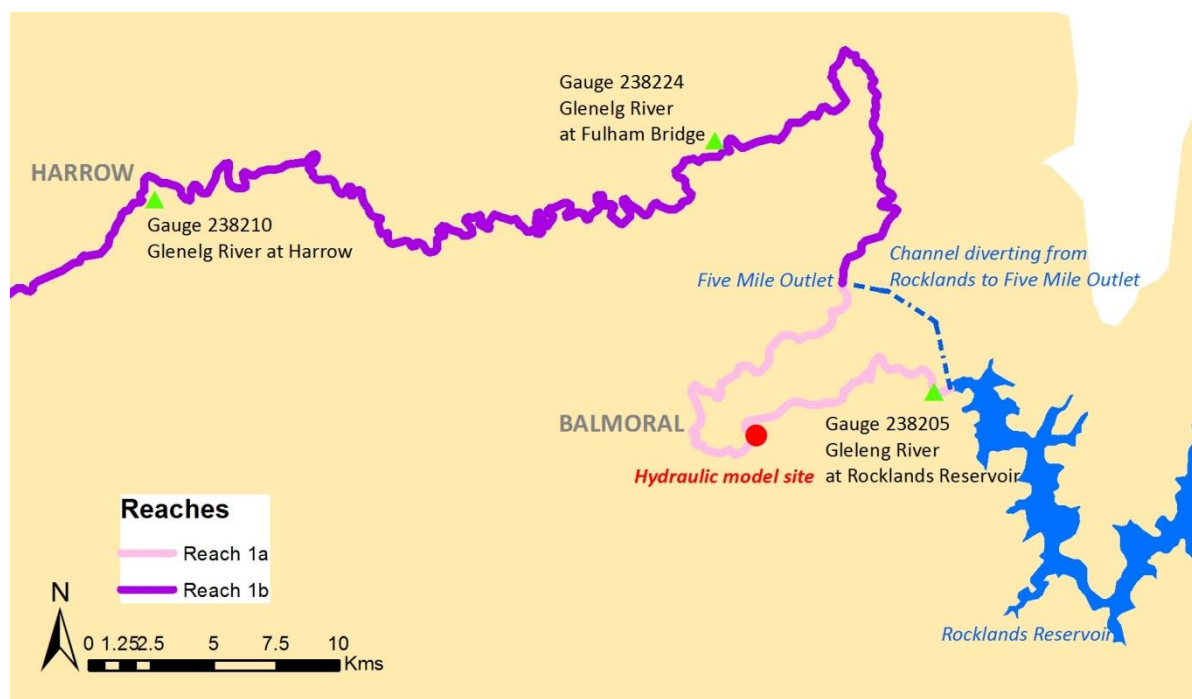 Gauge 238224
Glenelg River
at Fulham Bridge
HARROW
Gauge 238210
Glenelg River at Harrow
Channel diverting from
Rocklands to Five Mile Outlet
Five Mile Outlet
BALMORAL
Gauge 238205
Gleleng River
at Rocklands Reservoir
Hydraulic model site
Reaches
Reach 1a
Reach 1b
N
0 1.25 2.5 5 7.5 10
Kms
Rocklands Reservoir